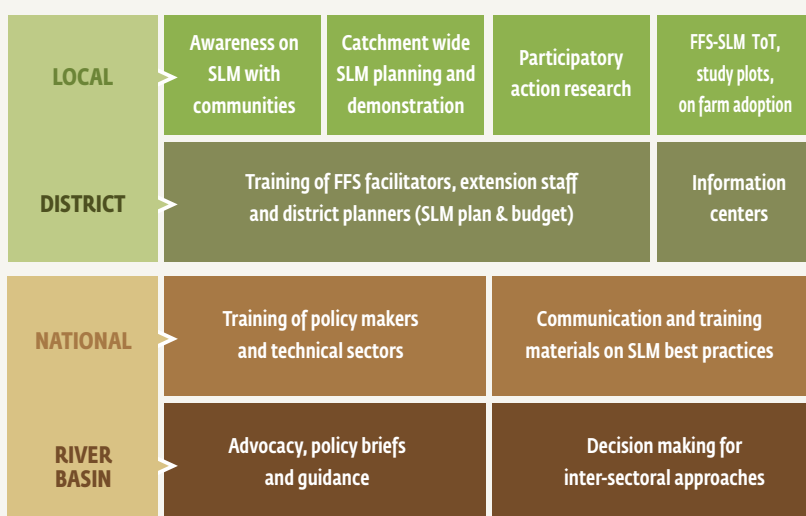 LOCAL
Awareness on
SLM with
communities
Catchment wide
SLM planning and
demonstration
Participatory
action research
FFS-SLM ToT,
study plots,
on farm adoption
DISTRICT
Training of FFS facilitators, extension staff
and district planners (SLM plan & budget)
Information
centers
NATIONAL
Training of policy makers
and technical sectors
Communication and training
materials on SLM best practices
RIVER
BASIN
Advocacy, policy briefs
and guidance
Decision making for
inter-sectoral approaches